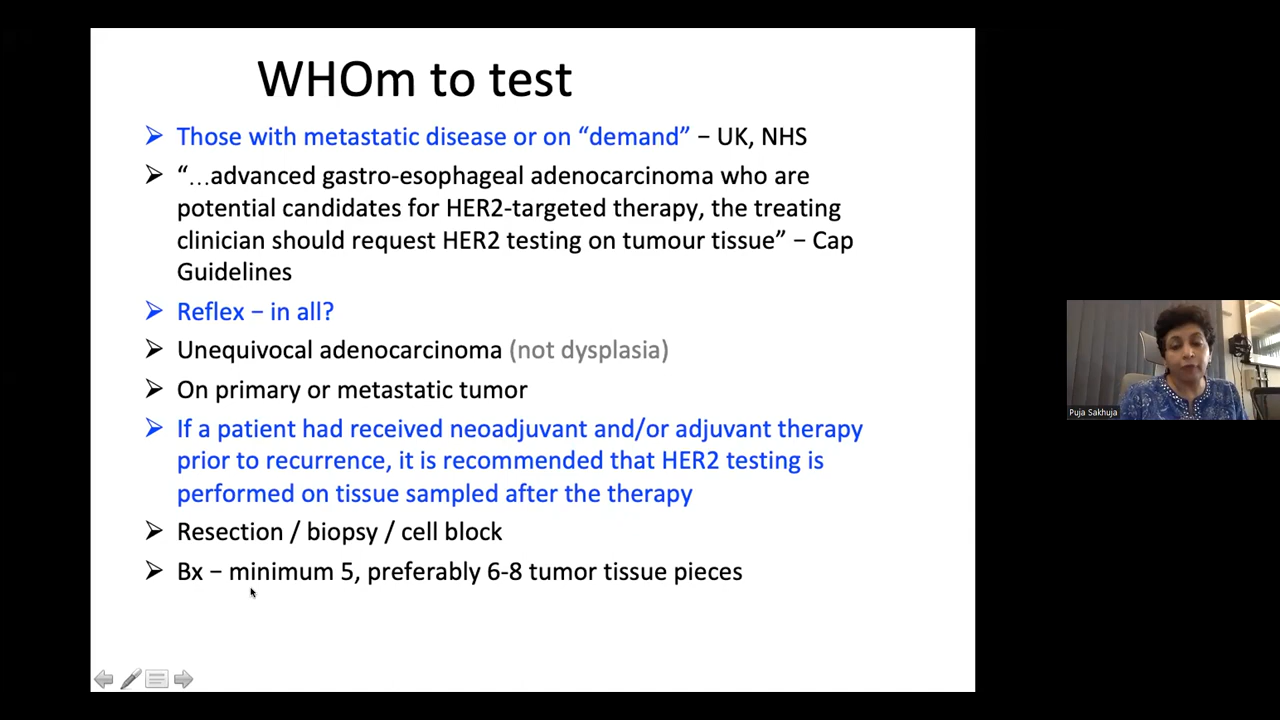 WHOm to test
Those with metastatic disease or on “demand” – UK, NHS
“…advanced gastro-esophageal adenocarcinoma who are
potential candidates for HER2-targeted therapy, the treating
clinician should request HER2 testing on tumour tissue” – Cap
Guidelines
Reflex – in all?
Unequivocal adenocarcinoma (not dysplasia)
On primary or metastatic tumor
If a patient had received neoadjuvant and/or adjuvant therapy
prior to recurrence, it is recommended that HER2 testing is
performed on tissue sampled after the therapy
Resection / biopsy / cell block
Bx – minimum 5, preferably 6-8 tumor tissue pieces
Puja Sakhuja